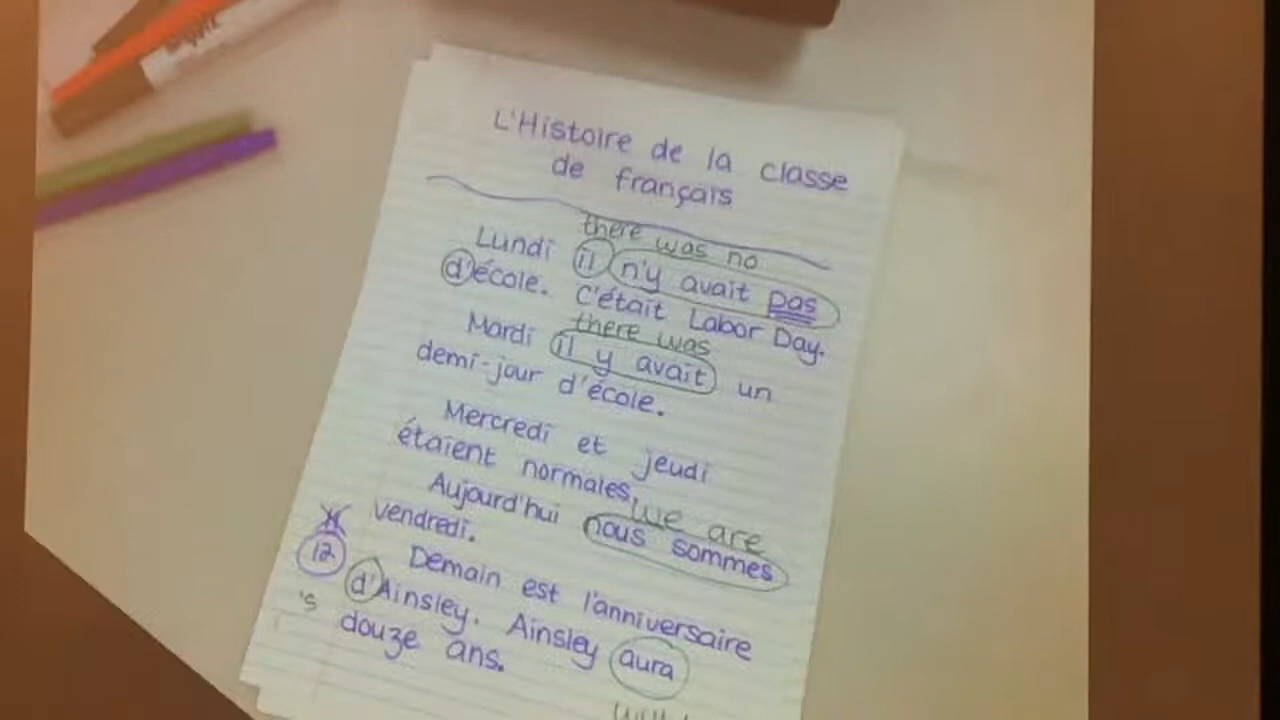 L'Histoire de la classe
de français
there was no
Lundi il n'y avait pas
d'école. C'était Labor Day.
there was
Mardi il y avait un
demi-jour d'école.
Mercredi et jeudi
étaient normales.
we are
Aujourd'hui nous sommes
vendredi.
12
Demain est l'anniversaire
d'Ainsley. Ainsley aura
's
douze ans.